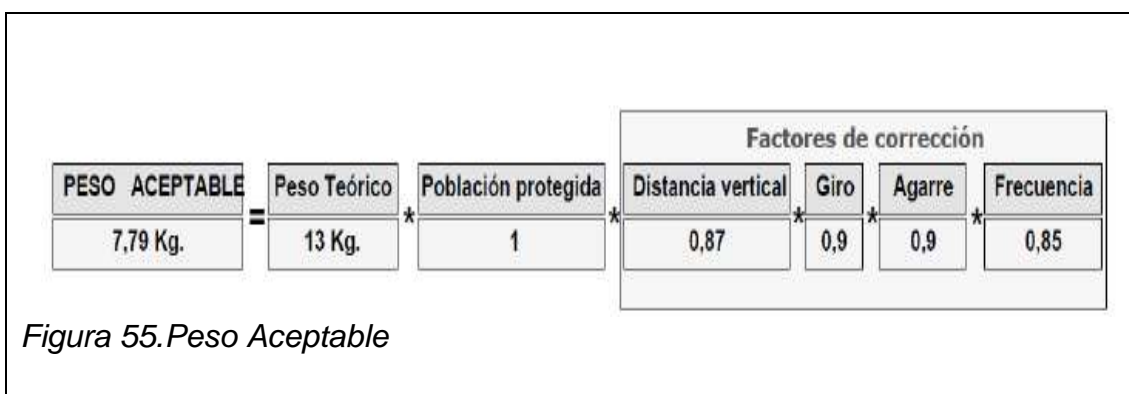 Factores de corrección
PESO ACEPTABLE Peso Teórico Población protegida Distancia vertical Giro Agarre Frecuencia
= * * * * *
7,79 Kg. 13 Kg. 1 0,87 0,9 0,9 0,85
Figura 55.Peso Aceptable